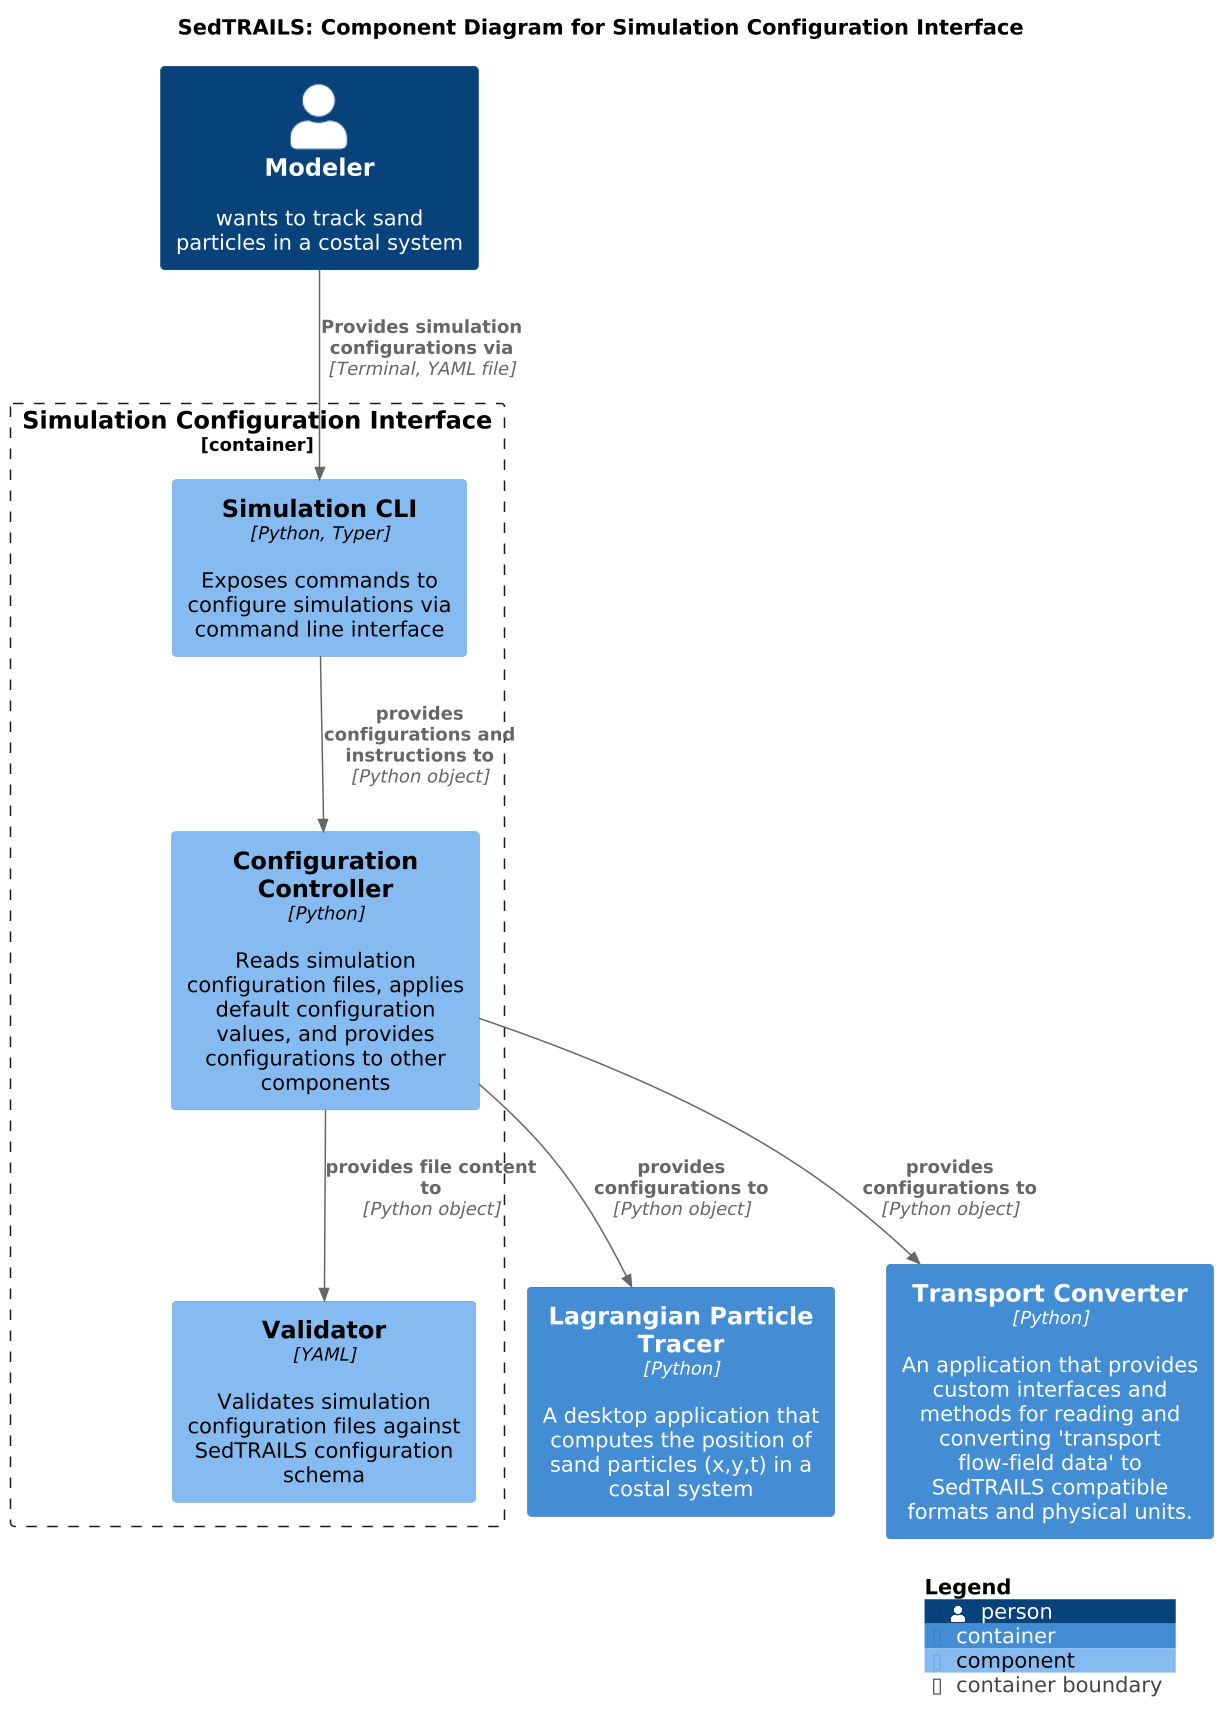 SedTRAILS: Component Diagram for Simulation Configuration Interface
Modeler
wants to track sand
particles in a costal system
Provides simulation
configurations via
[Terminal, YAML file]
Simulation Configuration Interface
[container]
Simulation CLI
[Python, Typer]
Exposes commands to
configure simulations via
command line interface
provides
configurations and
instructions to
[Python object]
Configuration
Controller
[Python]
Reads simulation
configuration files, applies
default configuration
values, and provides
configurations to other
components
provides file content
to
[Python object]
provides
configurations to
[Python object]
provides
configurations to
[Python object]
Validator
[YAML]
Validates simulation
configuration files against
SedTRAILS configuration
schema
Lagrangian Particle
Tracer
[Python]
A desktop application that
computes the position of
sand particles (x,y,t) in a
costal system
Transport Converter
[Python]
An application that provides
custom interfaces and
methods for reading and
converting 'transport
flow-field data' to
SedTRAILS compatible
formats and physical units.
Legend
person
container
component
container boundary